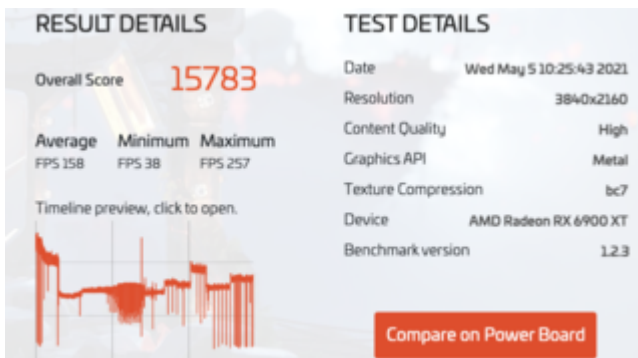 RESULT DETAILS
Overall Score 15783
Average Minimum Maximum
FPS 158 FPS 38 FPS 257
Timeline preview, click to open.
TEST DETAILS
Date Wed May 5 10:25:43 2021
Resolution 3840x2160
Content Quality High
Graphics API Metal
Texture Compression bc7
Device AMD Radeon RX 6900 XT
Benchmark version 1.2.3
Compare on Power Board